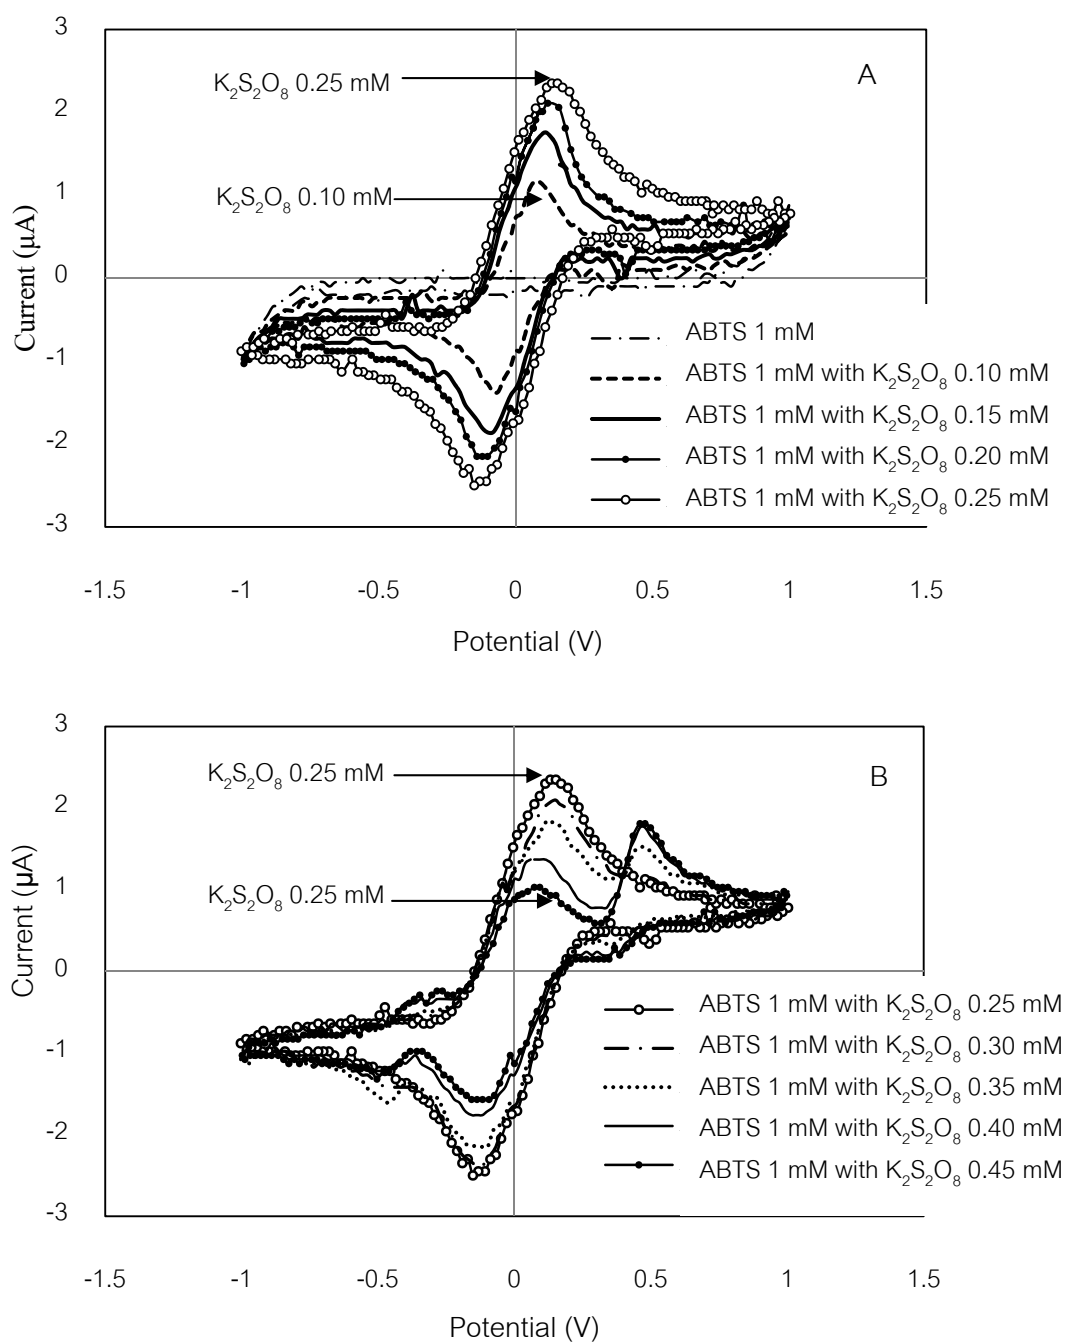 3
K₂S₂O₈ 0.25 mM
A
2
K₂S₂O₈ 0.10 mM
1
Current (µA)
0
ABTS 1 mM
-1
ABTS 1 mM with K₂S₂O₈ 0.10 mM
ABTS 1 mM with K₂S₂O₈ 0.15 mM
-2
ABTS 1 mM with K₂S₂O₈ 0.20 mM
ABTS 1 mM with K₂S₂O₈ 0.25 mM
-3
-1.5 -1 -0.5 0 0.5 1 1.5
Potential (V)
3
K₂S₂O₈ 0.25 mM
B
2
1
K₂S₂O₈ 0.25 mM
Current (µA)
0
ABTS 1 mM with K₂S₂O₈ 0.25 mM
-1
ABTS 1 mM with K₂S₂O₈ 0.30 mM
ABTS 1 mM with K₂S₂O₈ 0.35 mM
-2
ABTS 1 mM with K₂S₂O₈ 0.40 mM
ABTS 1 mM with K₂S₂O₈ 0.45 mM
-3
-1.5 -1 -0.5 0 0.5 1 1.5
Potential (V)